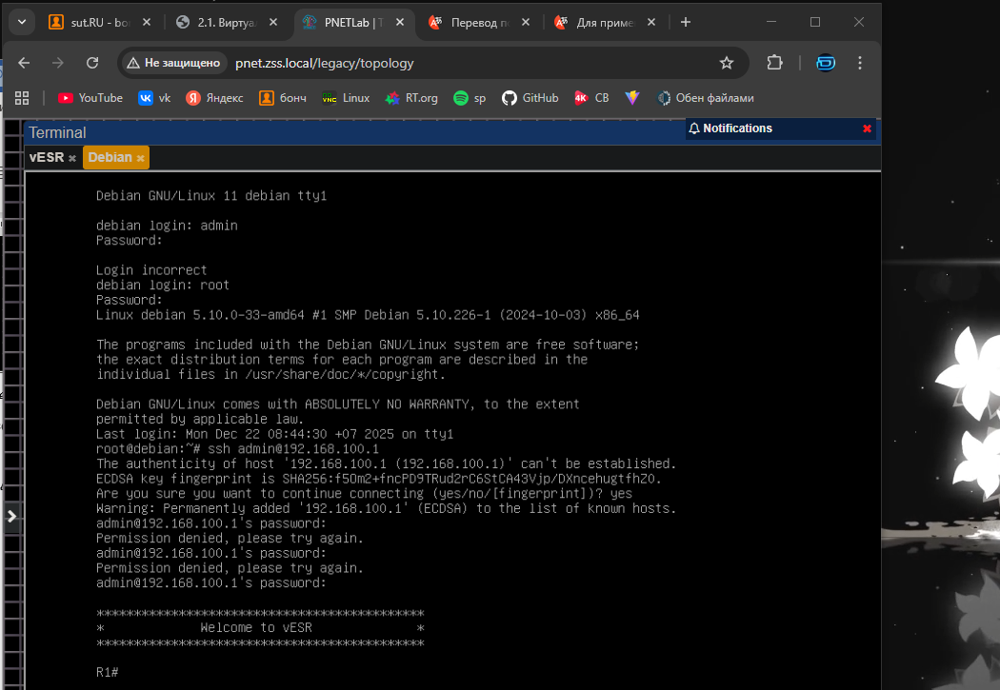 sut.RU - bo
2.1. Виртуа
PNETLab | T
Перевод п
Для приме
Не защищено
pnet.zss.local/legacy/topology
YouTube
vk
Яндекс
бонч
Linux
RT.org
sp
GitHub
СВ
Обен файлами
Terminal
Notifications
vESR
Debian
Debian GNU/Linux 11 debian tty1
debian login: admin
Password:
Login incorrect
debian login: root
Password:
Linux debian 5.10.0-33-amd64 #1 SMP Debian 5.10.226-1 (2024-10-03) x86_64
The programs included with the Debian GNU/Linux system are free software;
the exact distribution terms for each program are described in the
individual files in /usr/share/doc/*/copyright.
Debian GNU/Linux comes with ABSOLUTELY NO WARRANTY, to the extent
permitted by applicable law.
Last login: Mon Dec 22 08:44:30 +07 2025 on tty1
root@debian:~# ssh admin@192.168.100.1
The authenticity of host '192.168.100.1 (192.168.100.1)' can't be established.
ECDSA key fingerprint is SHA256:f5Om2+fncPD9TRud2rC6StCA43Vjp/DXncehugtfhZ0.
Are you sure you want to continue connecting (yes/no/[fingerprint])? yes
Warning: Permanently added '192.168.100.1' (ECDSA) to the list of known hosts.
admin@192.168.100.1's password:
Permission denied, please try again.
admin@192.168.100.1's password:
Permission denied, please try again.
admin@192.168.100.1's password:
********************************************
* Welcome to vESR *
********************************************
R1#